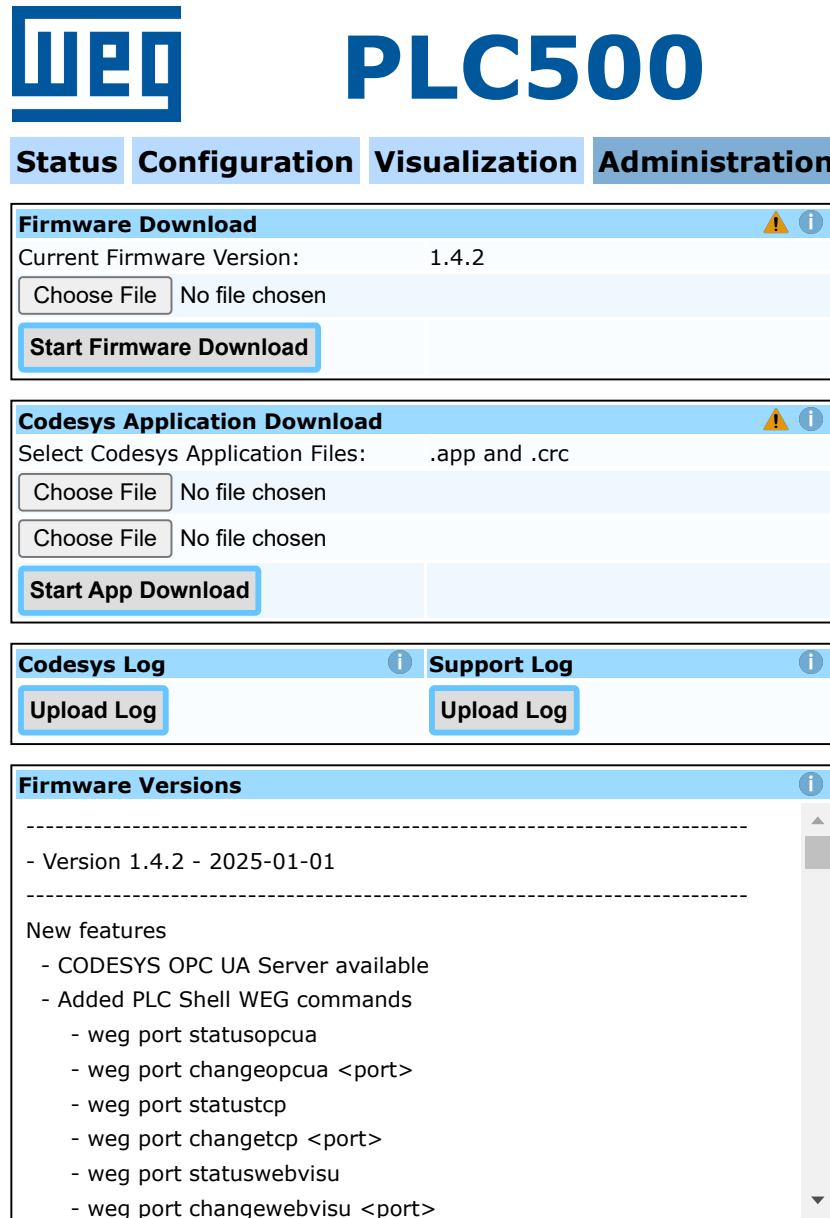 WEG PLC500
Status Configuration Visualization Administration
Firmware Download
Current Firmware Version: 1.4.2
Choose File No file chosen
Start Firmware Download
Codesys Application Download
Select Codesys Application Files: .app and .crc
Choose File No file chosen
Choose File No file chosen
Start App Download
Codesys Log Support Log
Upload Log Upload Log
Firmware Versions
---------------------------------------------------------------------------
- Version 1.4.2 - 2025-01-01
---------------------------------------------------------------------------
New features
- CODESYS OPC UA Server available
- Added PLC Shell WEG commands
- weg port statusopcua
- weg port changeopcua <port>
- weg port statustcp
- weg port changetcp <port>
- weg port statuswebvisu
- weg port changewebvisu <port>